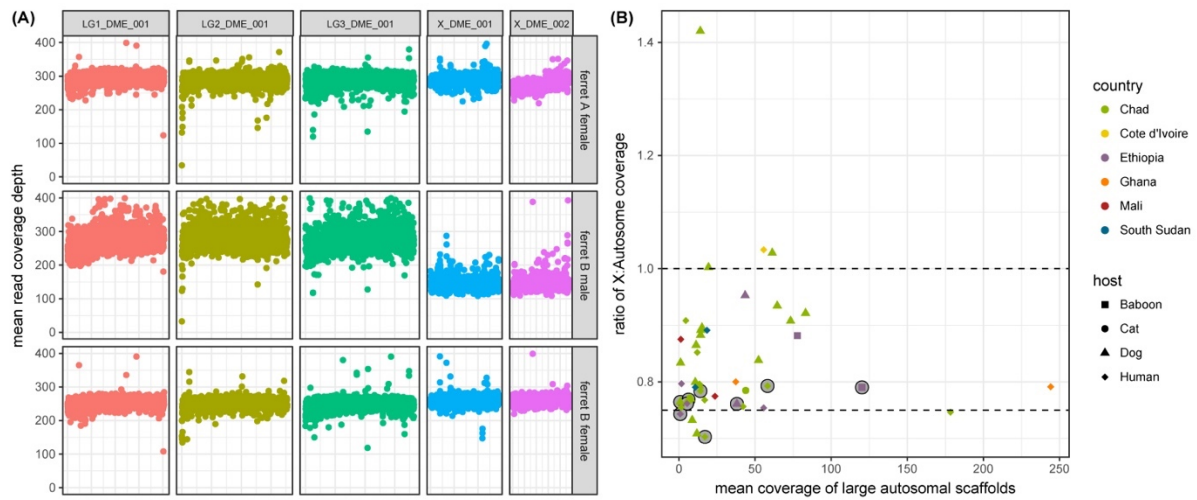 (A)
LG1_DME_001 LG2_DME_001 LG3_DME_001 X_DME_001 X_DME_002
mean read coverage depth
400
300
200
100
0
ferret A female
400
300
200
100
0
ferret B male
400
300
200
100
0
ferret B female
(B)
ratio of X:Autosome coverage
1.4
1.2
1.0
0.8
0 50 100 150 200 250
mean coverage of large autosomal scaffolds
country
Chad
Cote d'Ivoire
Ethiopia
Ghana
Mali
South Sudan
host
Baboon
Cat
Dog
Human